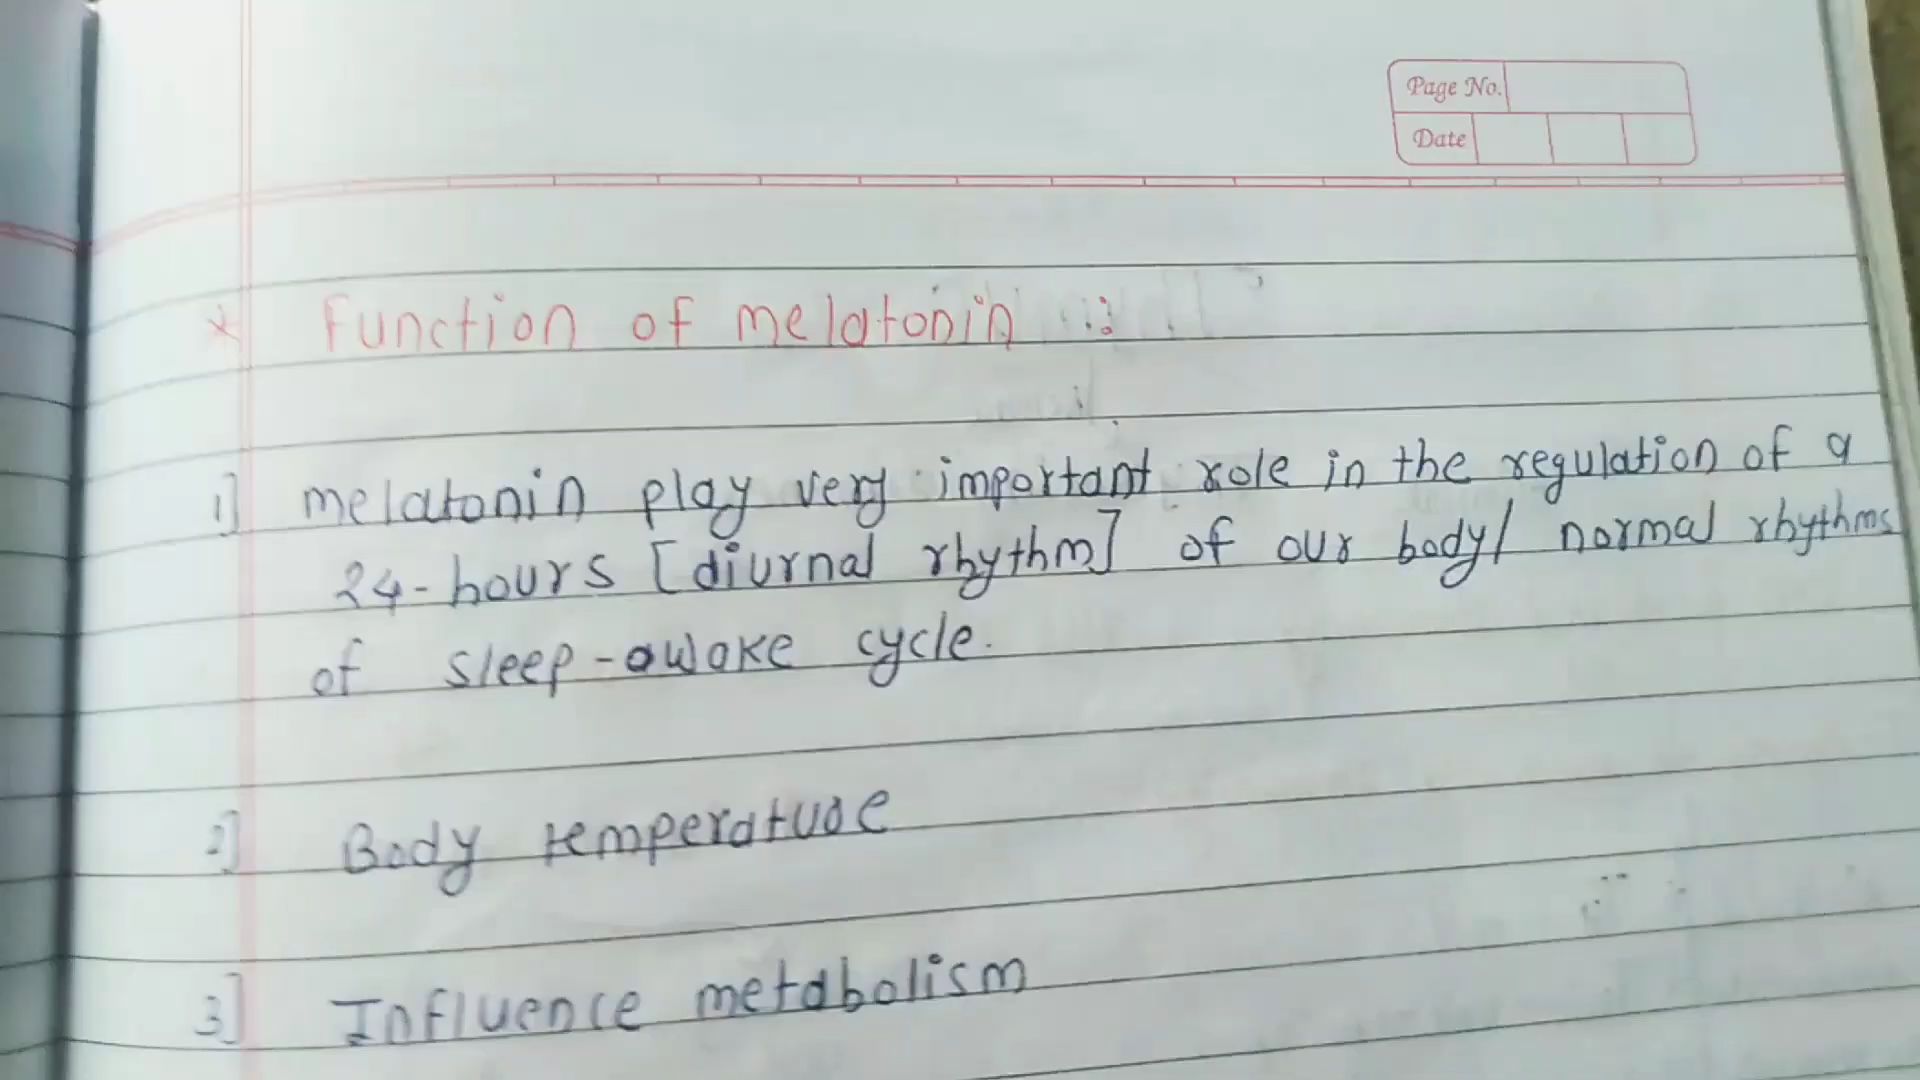 Page No.
Date
* Function of melatonin :
1] melatonin play very important role in the regulation of a
24-hours [diurnal rhythm] of our body/ normal rhythms
of sleep-awake cycle.
2] Body temperature
3] Influence metabolism